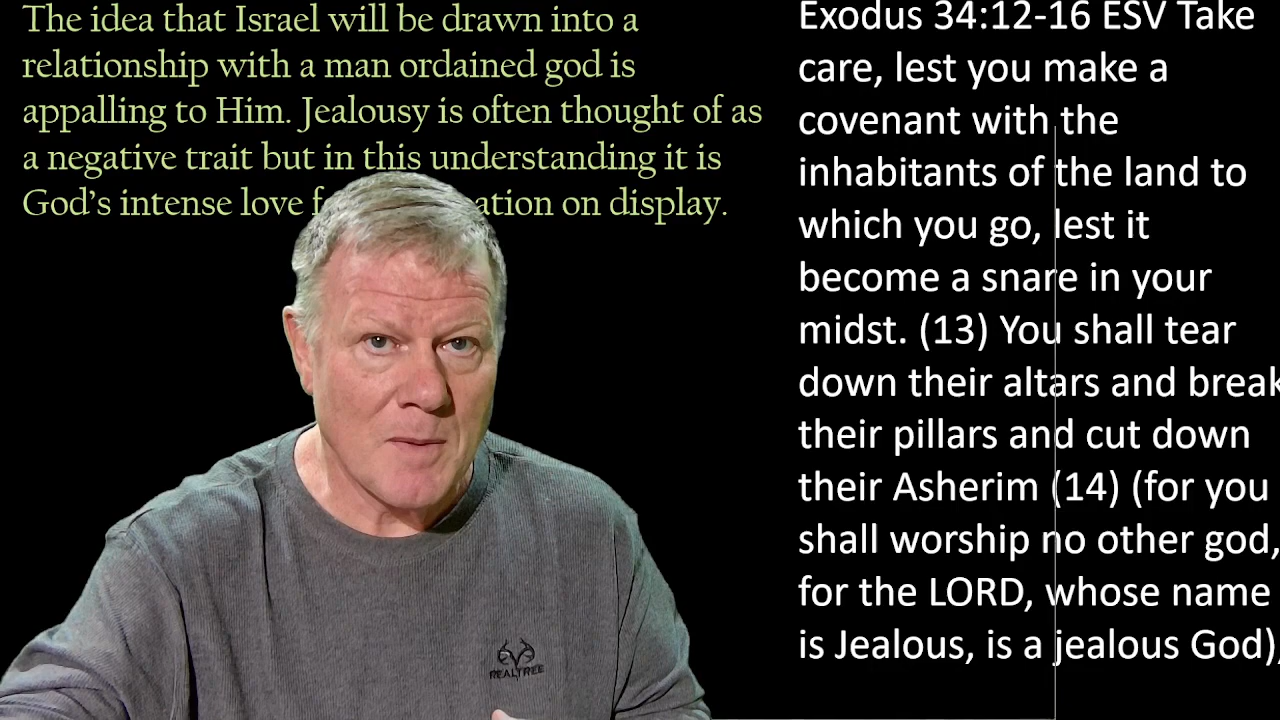 The idea that Israel will be drawn into a
relationship with a man ordained god is
appalling to Him. Jealousy is often thought of as
a negative trait but in this understanding it is
God's intense love f ation on display.
Exodus 34:12-16 ESV Take
care, lest you make a
covenant with the
inhabitants of the land to
which you go, lest it
become a snare in your
midst. (13) You shall tear
down their altars and break
their pillars and cut down
their Asherim (14) (for you
shall worship no other god,
for the LORD, whose name
is Jealous, is a jealous God),
REALTREE